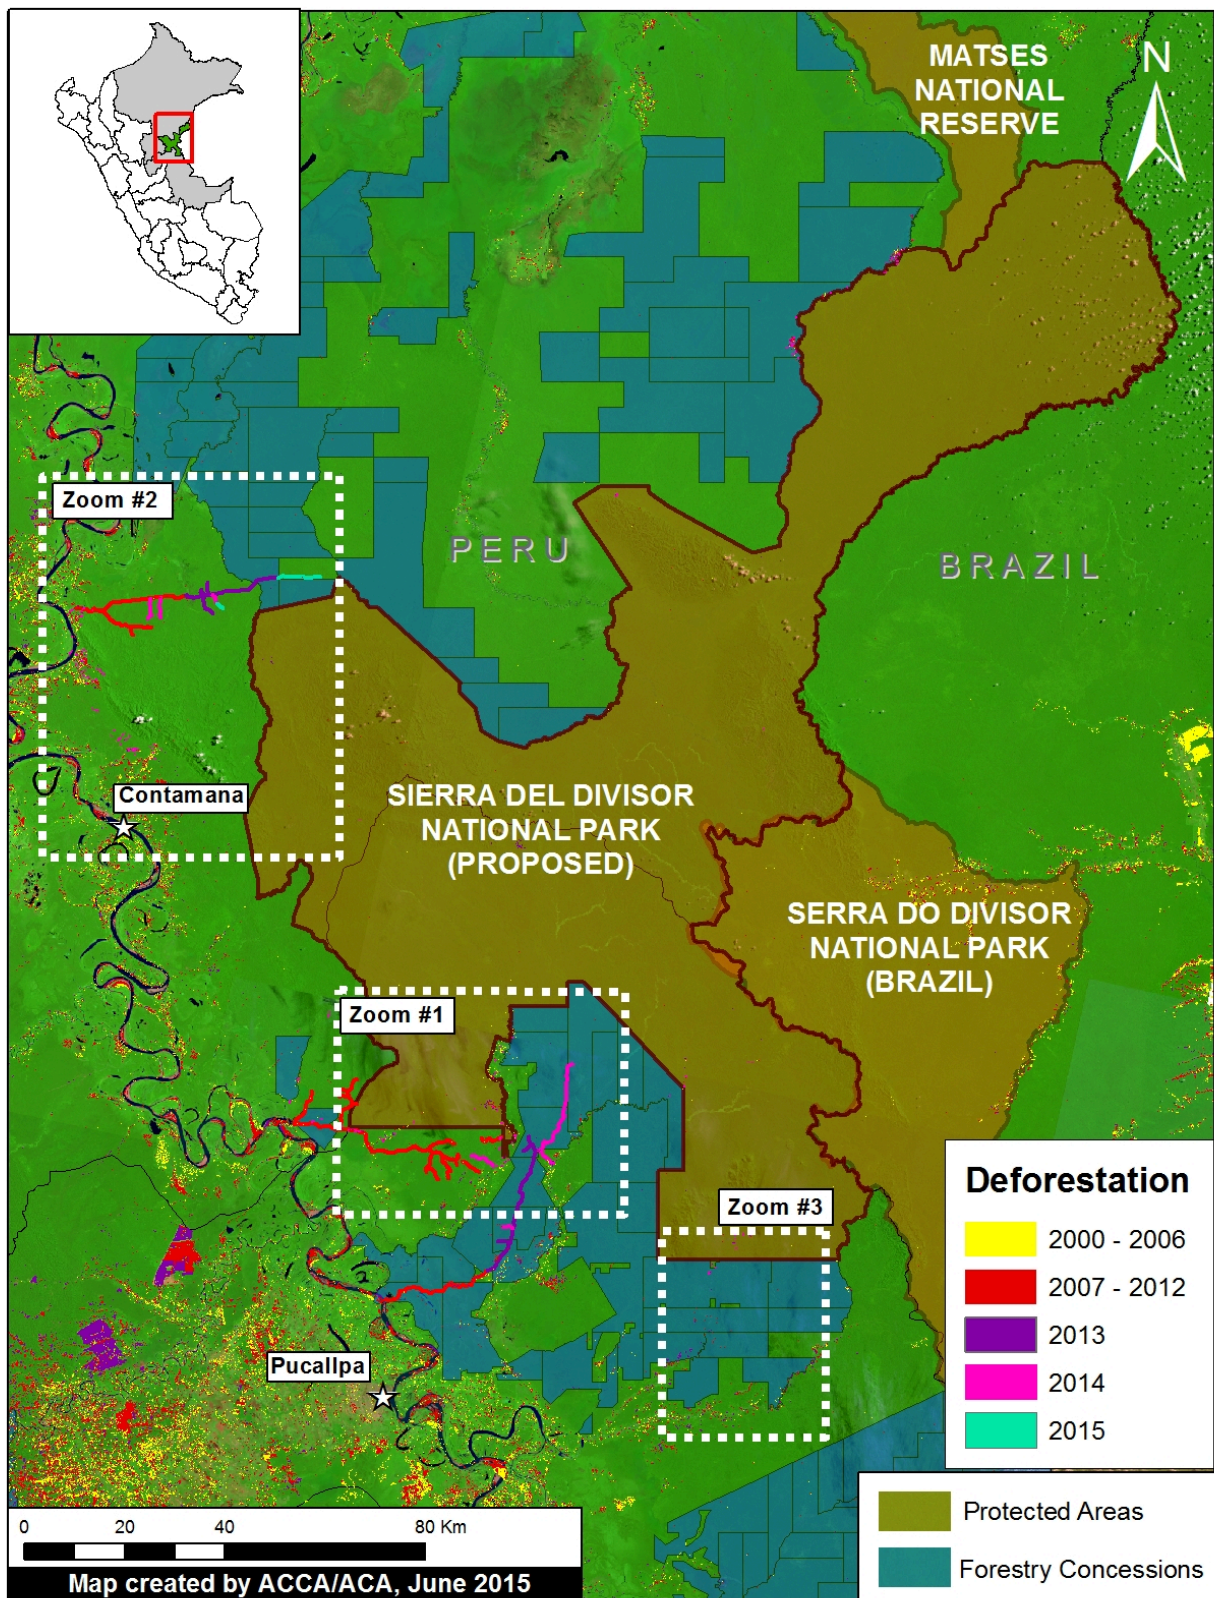 MATSES
NATIONAL
RESERVE
N
Zoom #2
PERU
BRAZIL
Contamana
SIERRA DEL DIVISOR
NATIONAL PARK
(PROPOSED)
SERRA DO DIVISOR
NATIONAL PARK
(BRAZIL)
Zoom #1
Zoom #3
Pucallpa
Deforestation
2000 - 2006
2007 - 2012
2013
2014
2015
Protected Areas
Forestry Concessions
0 20 40 80 Km
Map created by ACCA/ACA, June 2015